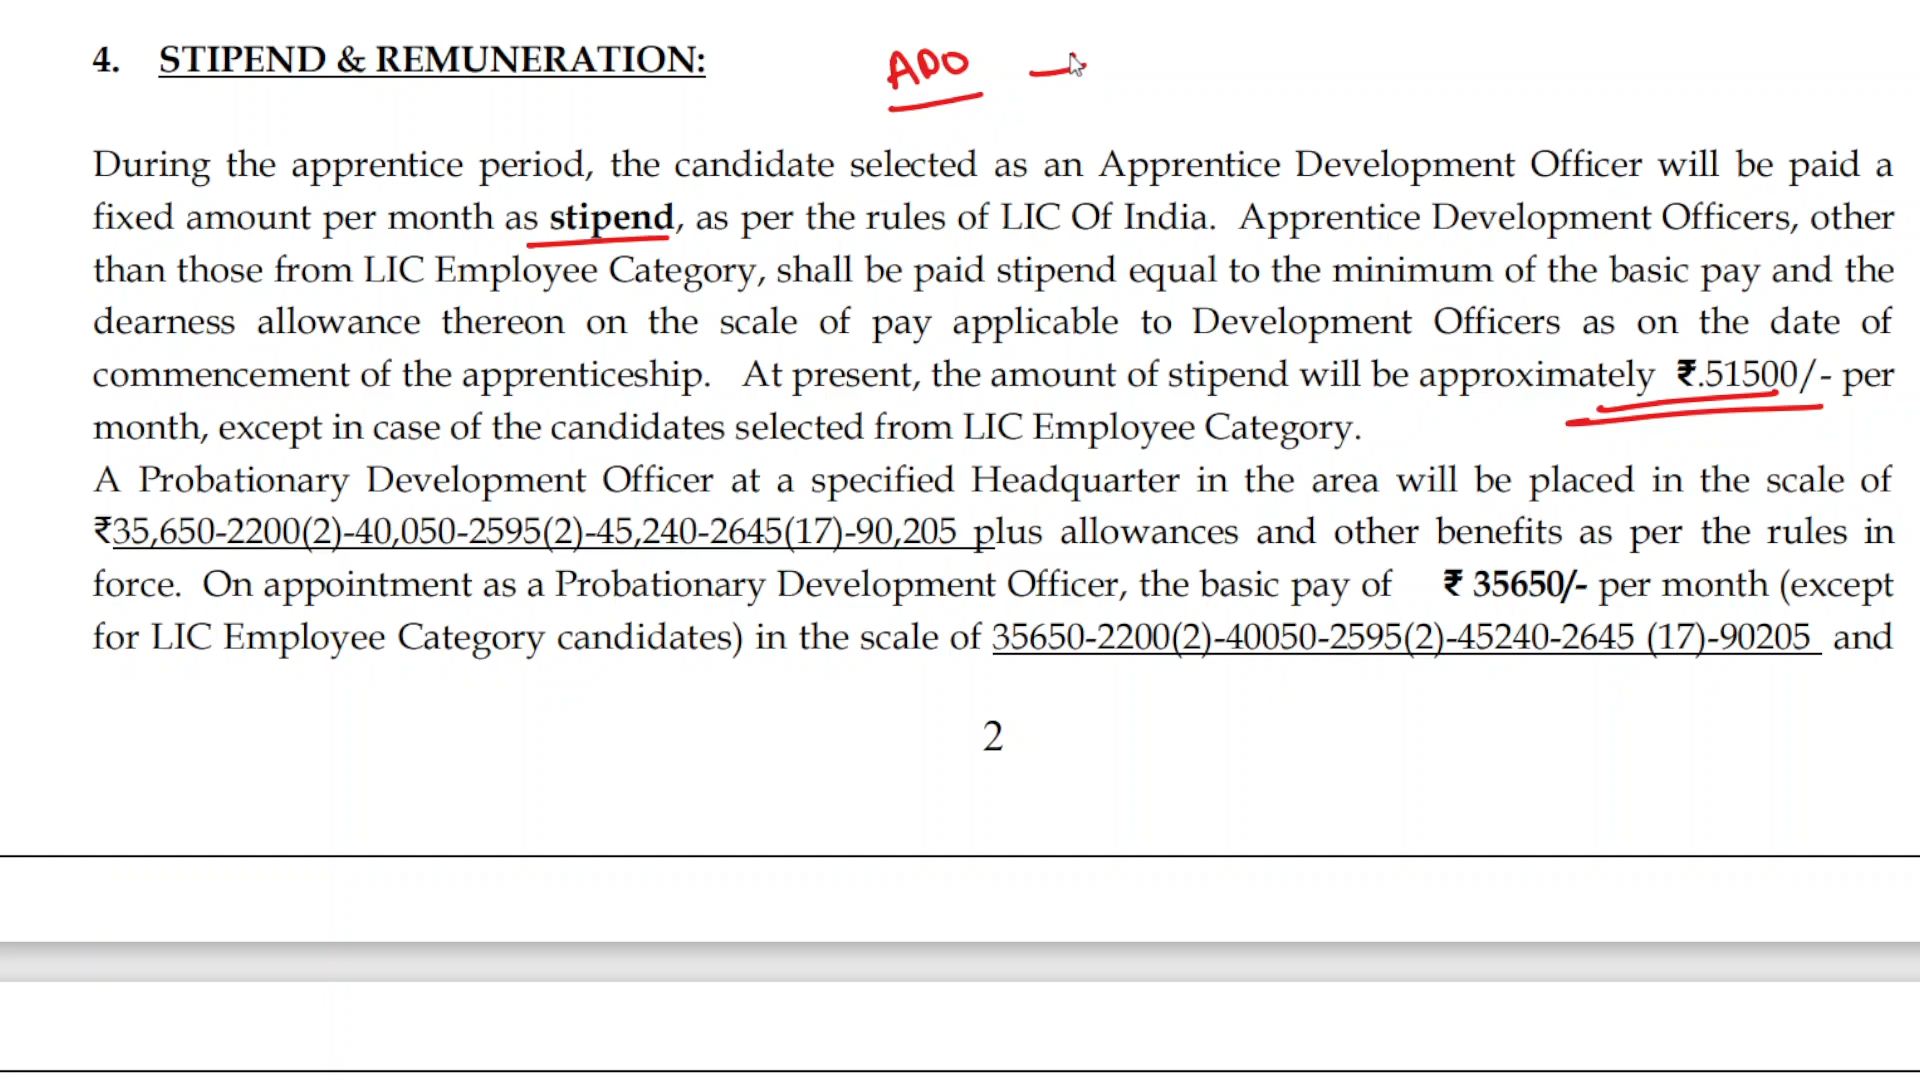 4. STIPEND & REMUNERATION: ADO
During the apprentice period, the candidate selected as an Apprentice Development Officer will be paid a
fixed amount per month as stipend, as per the rules of LIC Of India. Apprentice Development Officers, other
than those from LIC Employee Category, shall be paid stipend equal to the minimum of the basic pay and the
dearness allowance thereon on the scale of pay applicable to Development Officers as on the date of
commencement of the apprenticeship. At present, the amount of stipend will be approximately ₹.51500/- per
month, except in case of the candidates selected from LIC Employee Category.
A Probationary Development Officer at a specified Headquarter in the area will be placed in the scale of
₹35,650-2200(2)-40,050-2595(2)-45,240-2645(17)-90,205 plus allowances and other benefits as per the rules in
force. On appointment as a Probationary Development Officer, the basic pay of ₹ 35650/- per month (except
for LIC Employee Category candidates) in the scale of 35650-2200(2)-40050-2595(2)-45240-2645 (17)-90205 and
2